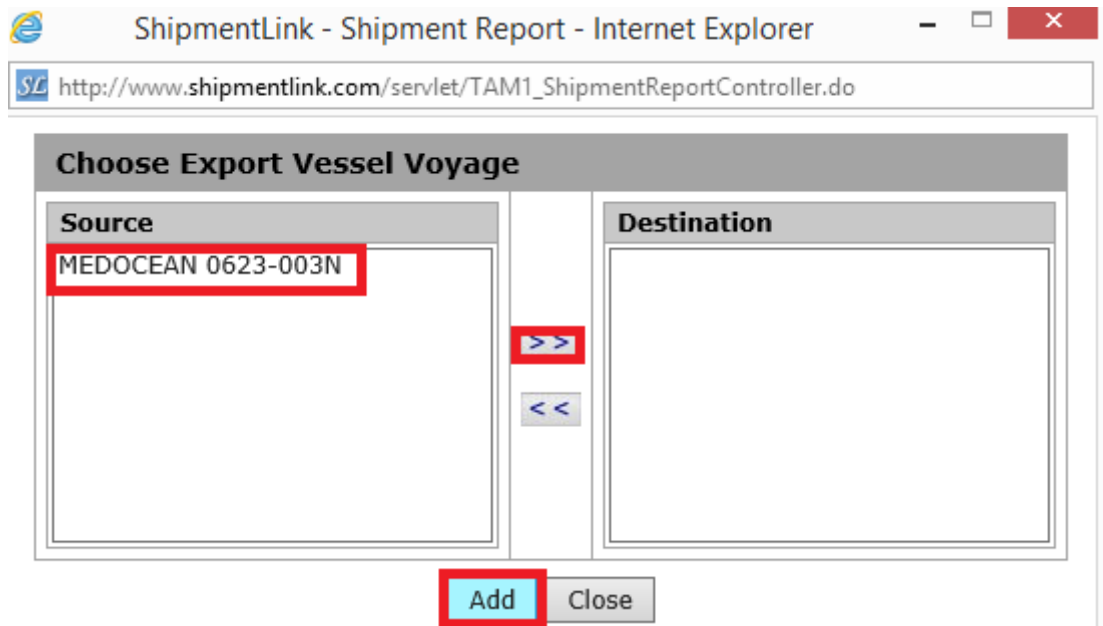 ShipmentLink - Shipment Report - Internet Explorer
SL http://www.shipmentlink.com/servlet/TAM1_ShipmentReportController.do
Choose Export Vessel Voyage
Source
Destination
MEDOCEAN 0623-003N
>>
<<
Add
Close